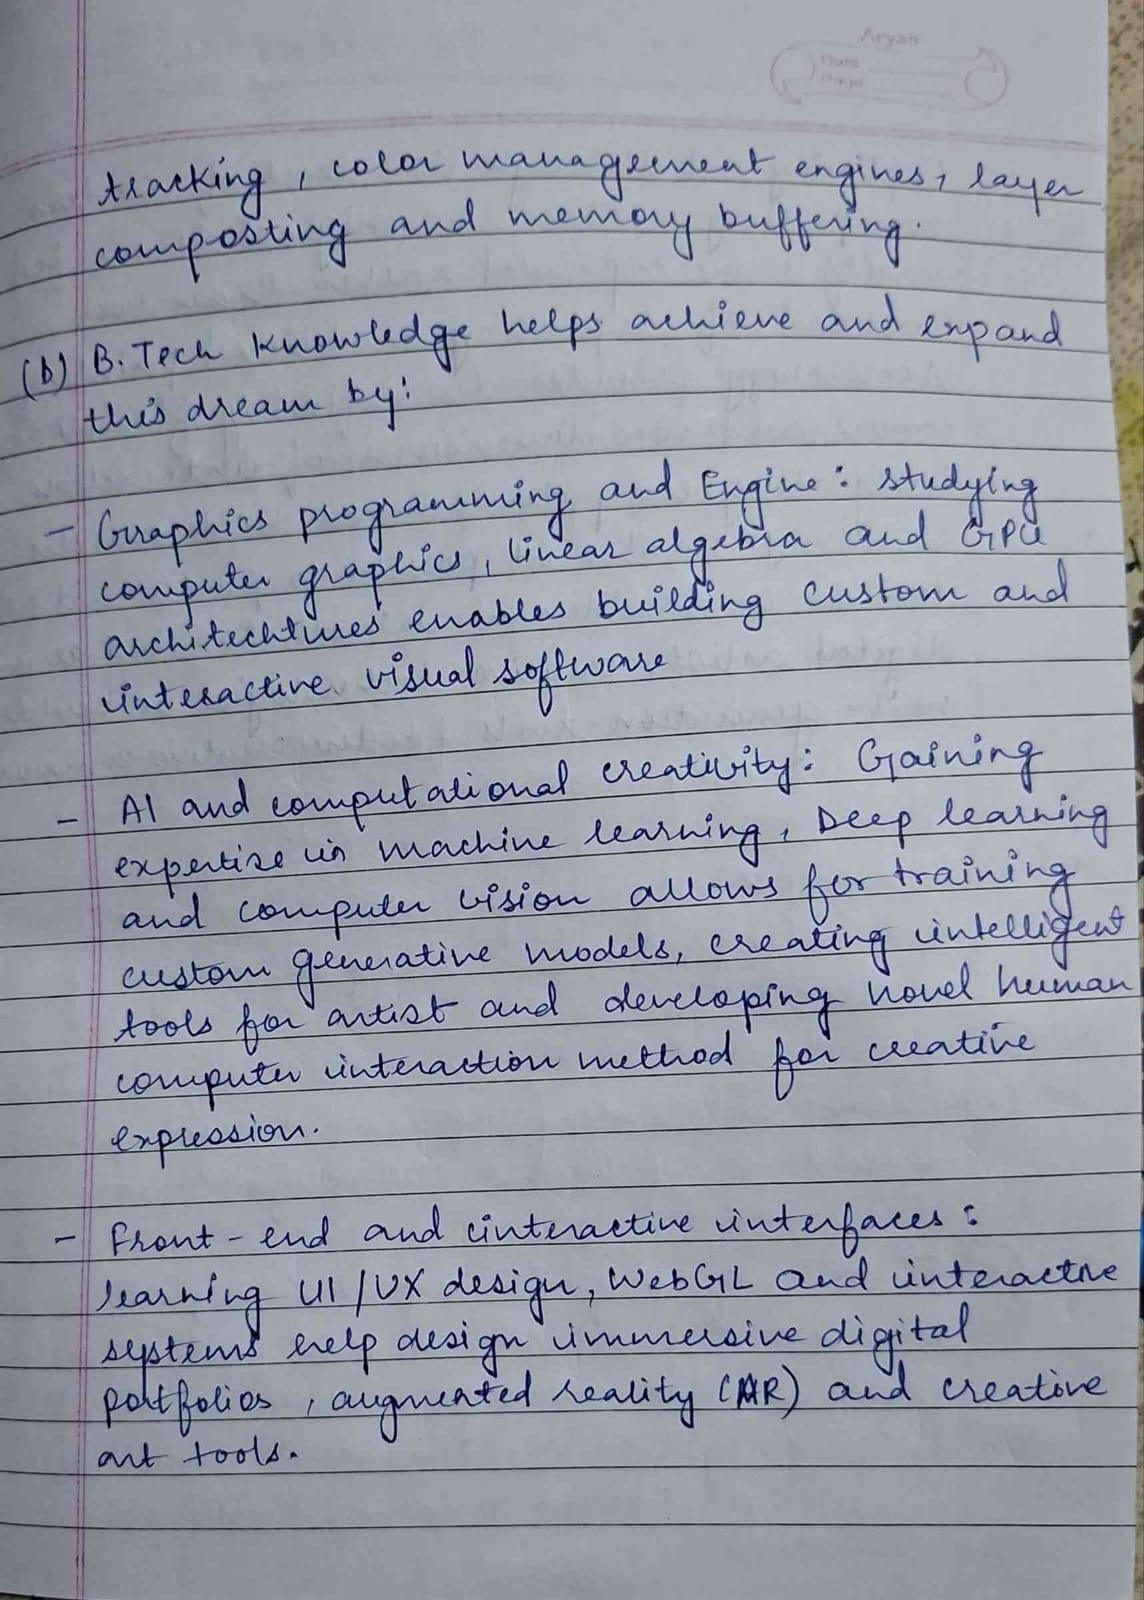 Aryan
Date
Page
tracking, color management engines, layer
composting and memory buffering.
(b) B.Tech knowledge helps achieve and expand
this dream by:
- Graphics programming and Engine: studying
computer graphics, linear algebra and GPU
architechtures enables building custom and
interactive visual software
- AI and computational creativity: Gaining
expertise in machine learning, Deep learning
and computer vision allows for training
custom generative models, creating intelligent
tools for artist and developing novel human
computer interaction method for creative
expression.
- Front-end and interactive interfaces:
learning UI/UX design, WebGL and interactive
systems help design immersive digital
portfolios, augmented reality (AR) and creative
art tools.